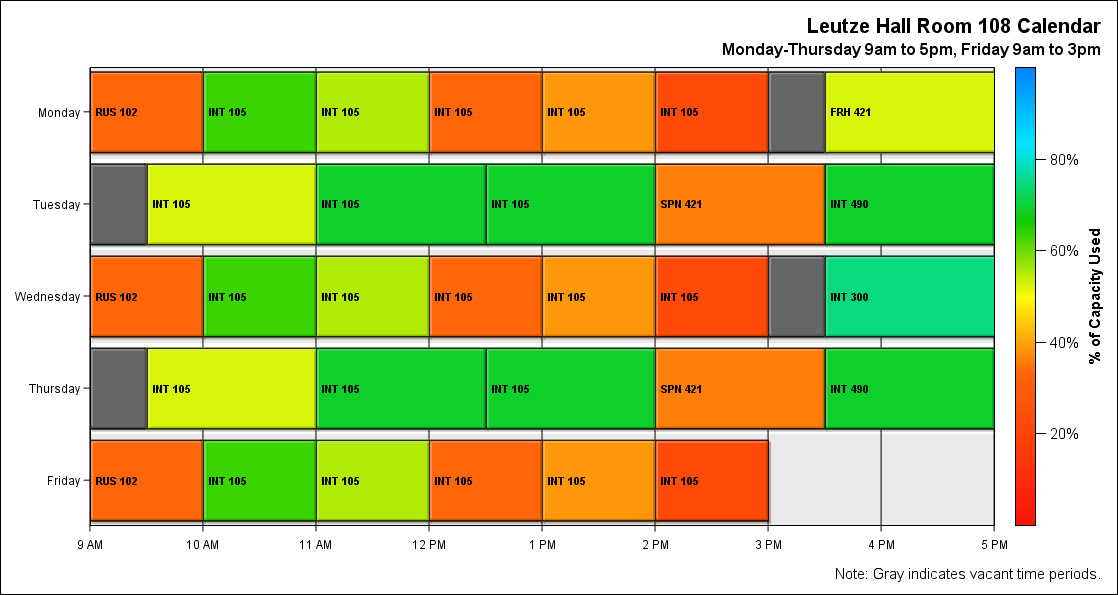 Leutze Hall Room 108 Calendar
Monday-Thursday 9am to 5pm, Friday 9am to 3pm
Monday
RUS 102
INT 105
INT 105
INT 105
INT 105
INT 105
FRH 421
Tuesday
INT 105
INT 105
INT 105
SPN 421
INT 490
Wednesday
RUS 102
INT 105
INT 105
INT 105
INT 105
INT 105
INT 300
Thursday
INT 105
INT 105
INT 105
SPN 421
INT 490
Friday
RUS 102
INT 105
INT 105
INT 105
INT 105
INT 105
9 AM
10 AM
11 AM
12 PM
1 PM
2 PM
3 PM
4 PM
5 PM
80%
60%
40%
20%
% of Capacity Used
Note: Gray indicates vacant time periods.